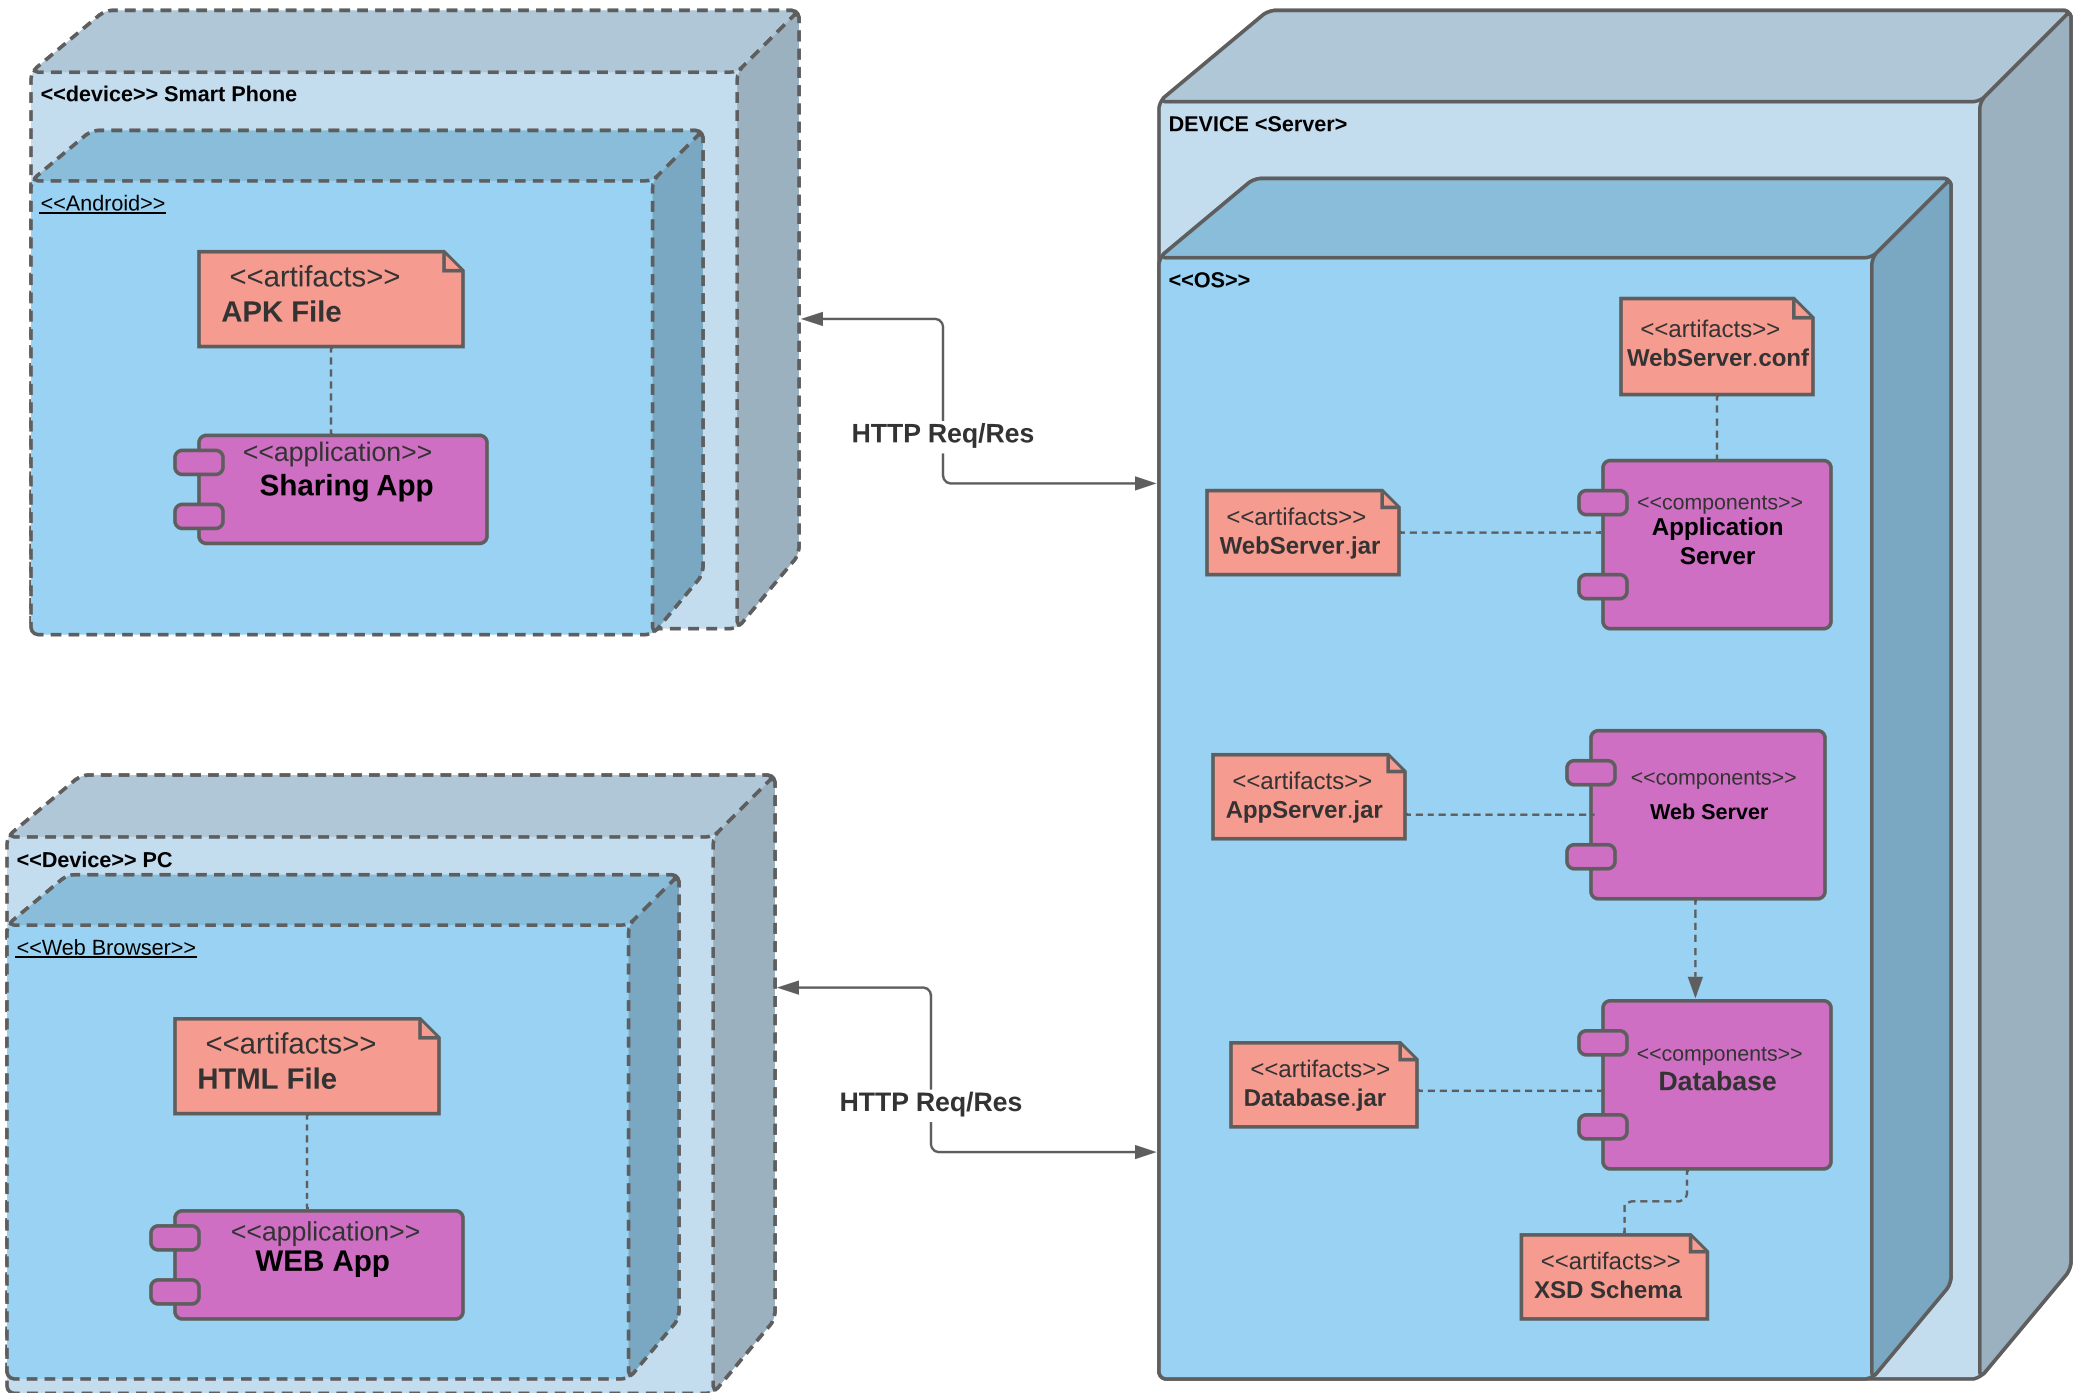 <<device>> Smart Phone
<<Android>>
<<artifacts>>
APK File
<<application>>
Sharing App
HTTP Req/Res
<<Device>> PC
<<Web Browser>>
<<artifacts>>
HTML File
<<application>>
WEB App
HTTP Req/Res
DEVICE <Server>
<<OS>>
<<artifacts>>
WebServer.conf
<<artifacts>>
WebServer.jar
<<components>>
Application
Server
<<artifacts>>
AppServer.jar
<<components>>
Web Server
<<artifacts>>
Database.jar
<<components>>
Database
<<artifacts>>
XSD Schema